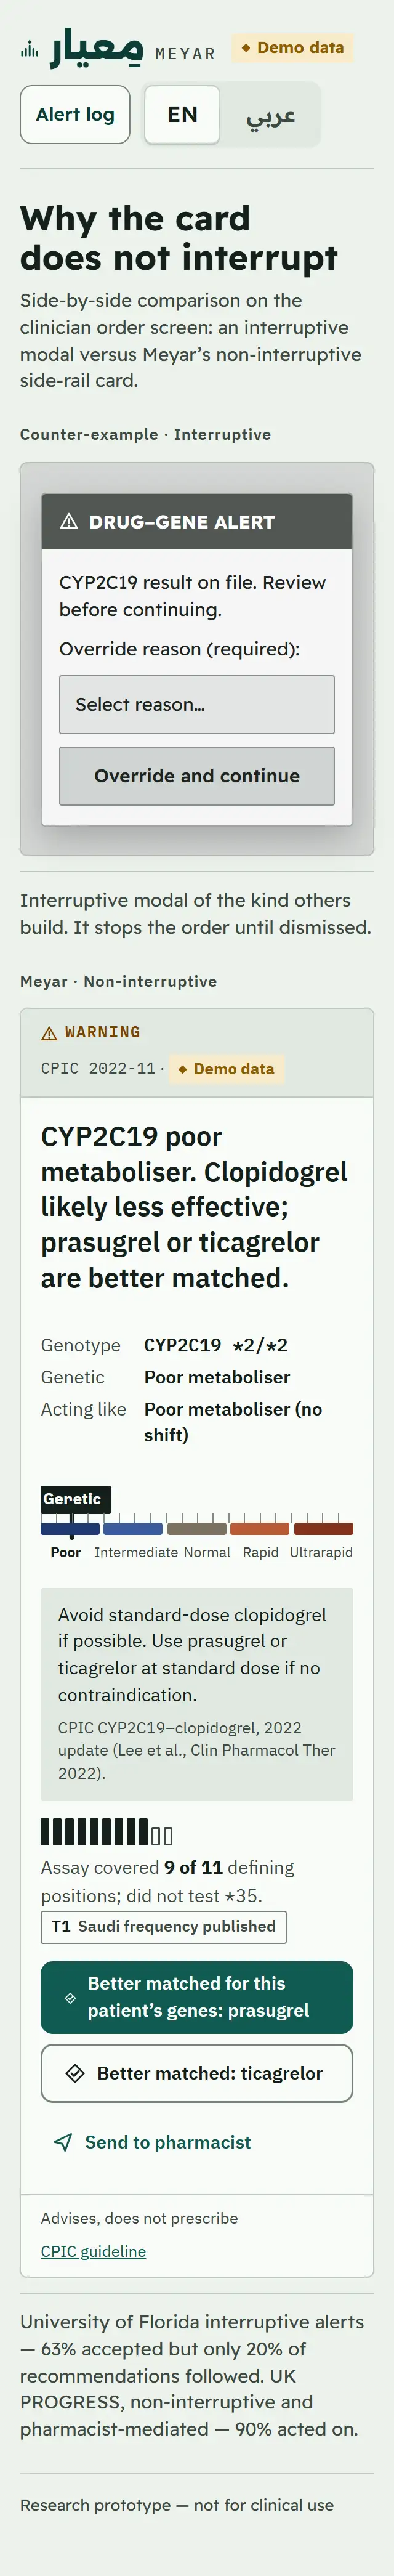 مِعيار MEYAR Demo data
Alert log EN عربي
Why the card
does not interrupt
Side-by-side comparison on the
clinician order screen: an interruptive
modal versus Meyar’s non-interruptive
side-rail card.
Counter-example · Interruptive
DRUG–GENE ALERT
CYP2C19 result on file. Review
before continuing.
Override reason (required):
Select reason…
Override and continue
Interruptive modal of the kind others
build. It stops the order until dismissed.
Meyar · Non-interruptive
WARNING
CPIC 2022-11 · Demo data
CYP2C19 poor
metaboliser. Clopidogrel
likely less effective;
prasugrel or ticagrelor
are better matched.
Genotype CYP2C19 *2/*2
Genetic Poor metaboliser
Acting like Poor metaboliser (no
shift)
Genetic
Poor Intermediate Normal Rapid Ultrarapid
Avoid standard-dose clopidogrel
if possible. Use prasugrel or
ticagrelor at standard dose if no
contraindication.
CPIC CYP2C19–clopidogrel, 2022
update (Lee et al., Clin Pharmacol Ther
2022).
Assay covered 9 of 11 defining
positions; did not test *35.
T1 Saudi frequency published
Better matched for this
patient’s genes: prasugrel
Better matched: ticagrelor
Send to pharmacist
Advises, does not prescribe
CPIC guideline
University of Florida interruptive alerts
— 63% accepted but only 20% of
recommendations followed. UK
PROGRESS, non-interruptive and
pharmacist-mediated — 90% acted on.
Research prototype — not for clinical use